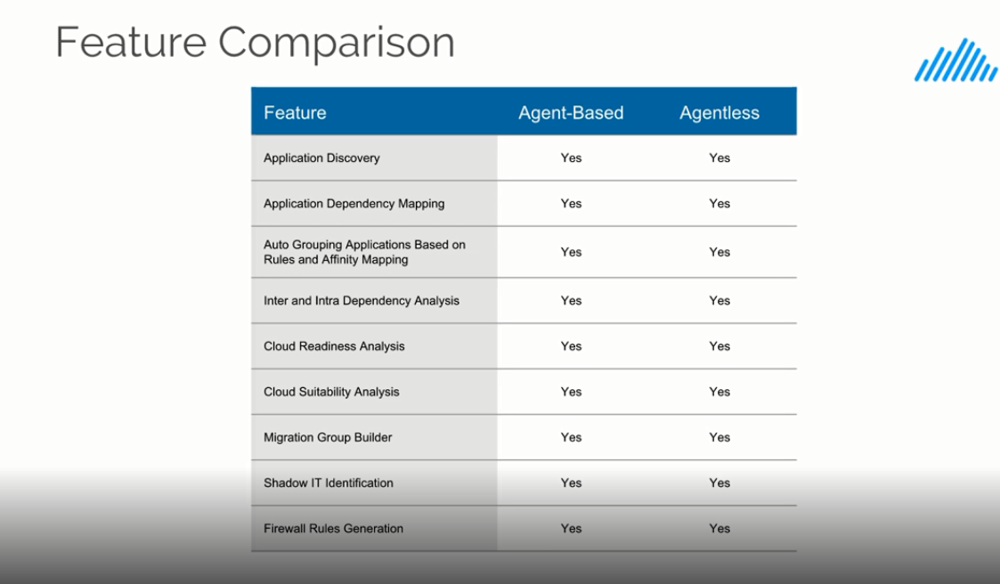 Feature Comparison
Feature Agent-Based Agentless
Application Discovery Yes Yes
Application Dependency Mapping Yes Yes
Auto Grouping Applications Based on
Rules and Affinity Mapping Yes Yes
Inter and Intra Dependency Analysis Yes Yes
Cloud Readiness Analysis Yes Yes
Cloud Suitability Analysis Yes Yes
Migration Group Builder Yes Yes
Shadow IT Identification Yes Yes
Firewall Rules Generation Yes Yes